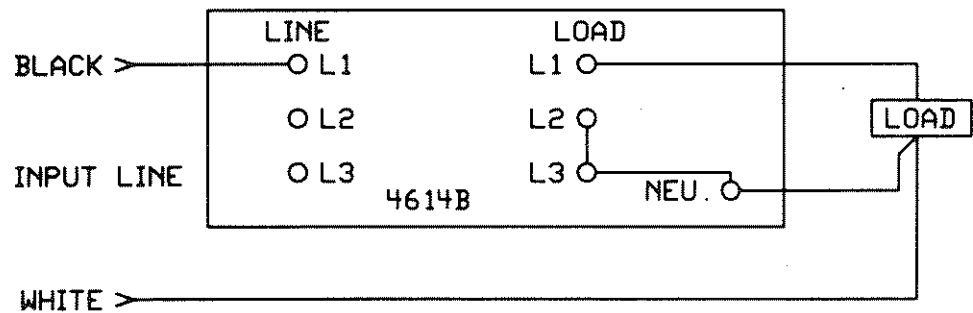 LINE LOAD
BLACK > L1 L1
L2 L2 LOAD
INPUT LINE L3 L3
4614B NEU.
WHITE >